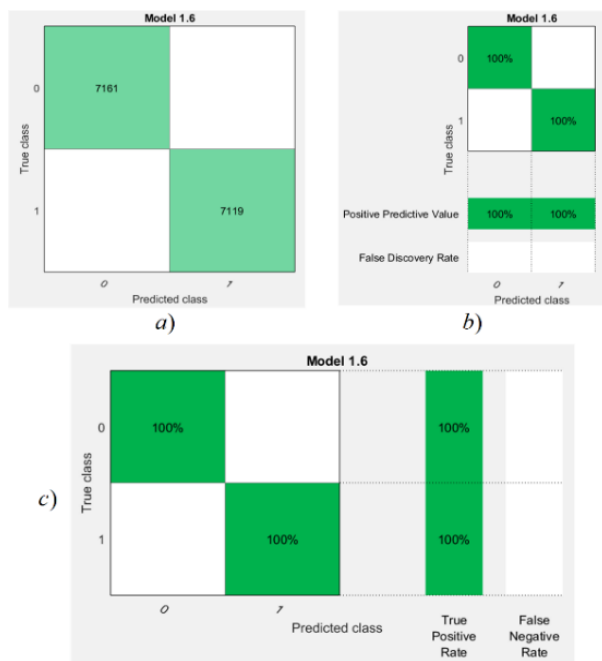 Model 1.6
0
7161
True class
1
7119
0
1
Predicted class
a)
Model 1.6
0
100%
True class
1
100%
Positive Predictive Value
100%
100%
False Discovery Rate
0
1
Predicted class
b)
Model 1.6
0
100%
100%
c)
True class
1
100%
100%
0
1
Predicted class
True
Positive
Rate
False
Negative
Rate